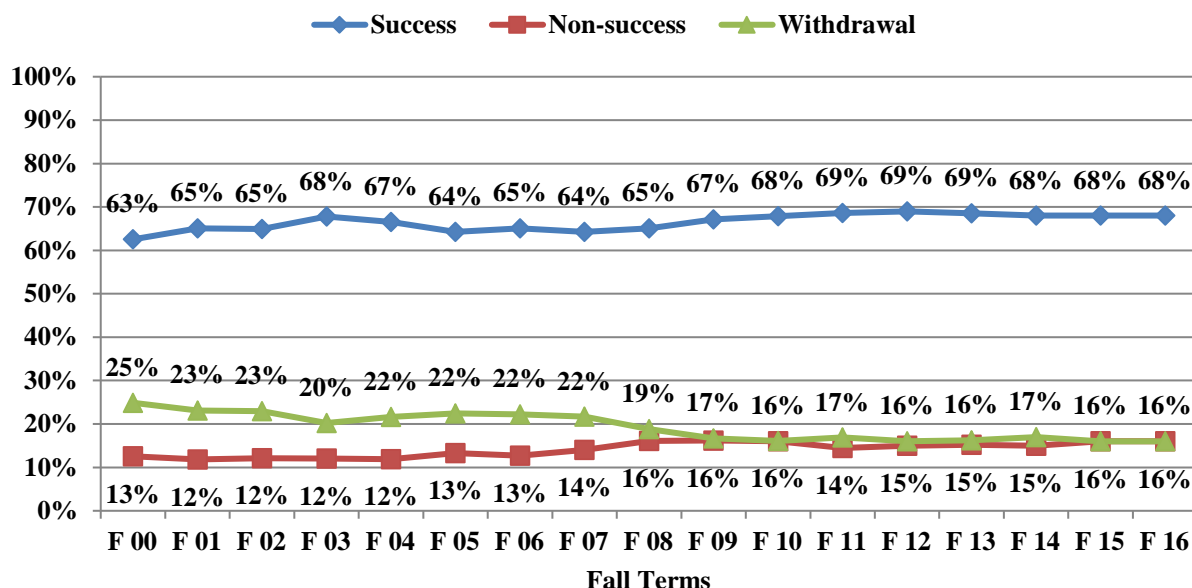 Success Non-success Withdrawal
100%
90%
80%
70%
60%
50%
40%
30%
20%
10%
0%
63% 65% 65% 68% 67% 64% 65% 64% 65% 67% 68% 69% 69% 69% 68% 68% 68%
25% 23% 23% 20% 22% 22% 22% 22% 19% 17% 16% 17% 16% 16% 17% 16% 16%
13% 12% 12% 12% 12% 13% 13% 14% 16% 16% 16% 14% 15% 15% 15% 16% 16%
F 00 F 01 F 02 F 03 F 04 F 05 F 06 F 07 F 08 F 09 F 10 F 11 F 12 F 13 F 14 F 15 F 16
Fall Terms